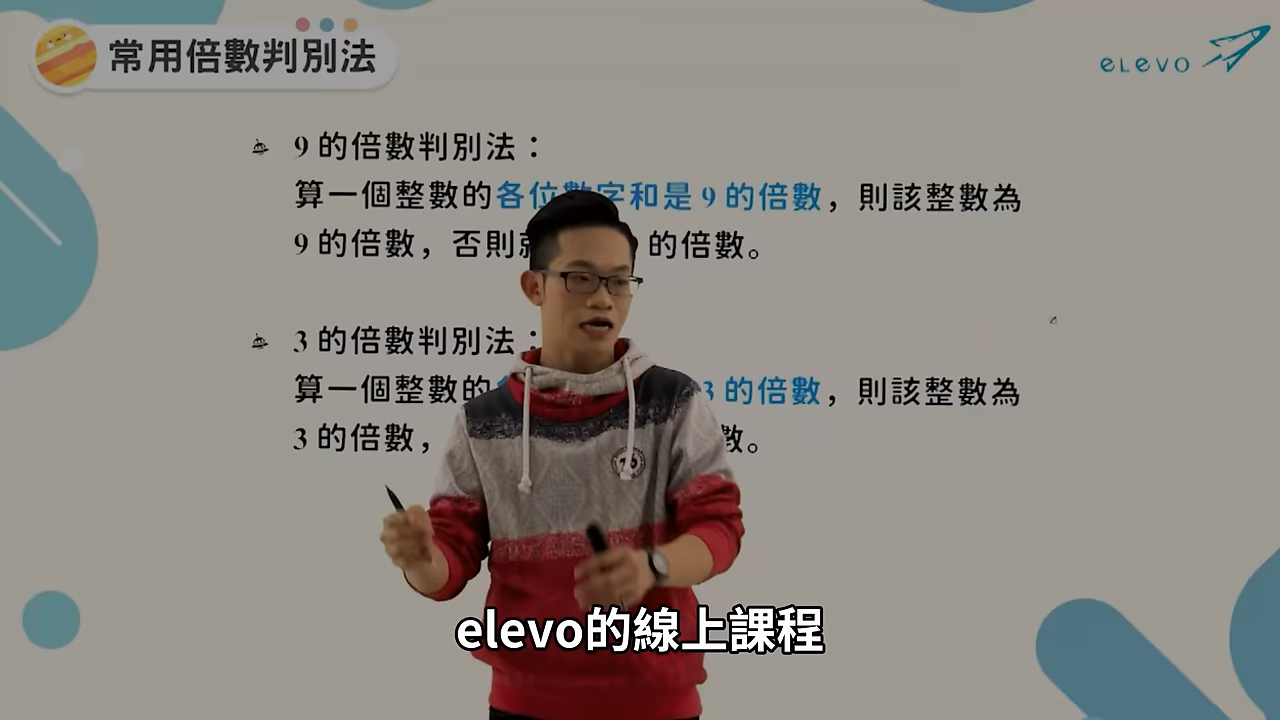 常用倍數判別法
elevo
9 的倍數判別法：
算一個整數的各位數字和是 9 的倍數，則該整數為
9 的倍數，否則 的倍數。
3 的倍數判別法：
算一個整數的 3 的倍數，則該整數為
3 的倍數， 數。
elevo的線上課程